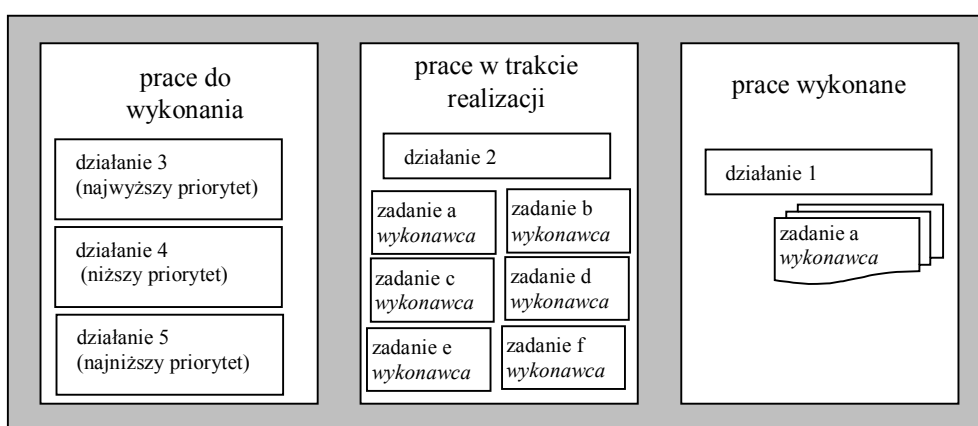 prace do
wykonania
działanie 3
(najwyższy priorytet)
działanie 4
(niższy priorytet)
działanie 5
(najniższy priorytet)
prace w trakcie
realizacji
działanie 2
zadanie a
wykonawca
zadanie b
wykonawca
zadanie c
wykonawca
zadanie d
wykonawca
zadanie e
wykonawca
zadanie f
wykonawca
prace wykonane
działanie 1
zadanie a
wykonawca